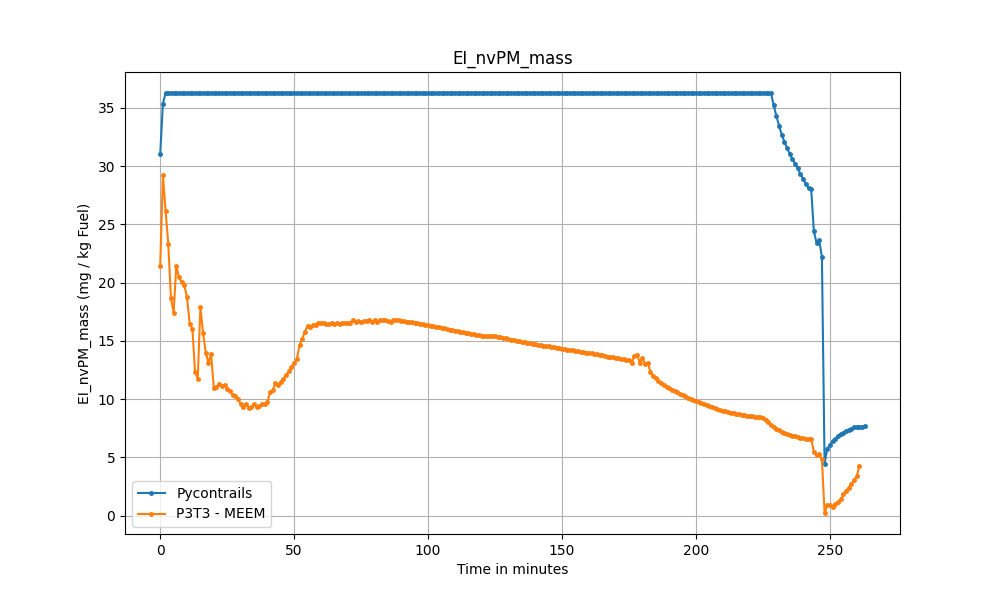 EI_nvPM_mass
EI_nvPM_mass (mg / kg Fuel)
35
30
25
20
15
10
5
0
Pycontrails
P3T3 - MEEM
0 50 100 150 200 250
Time in minutes